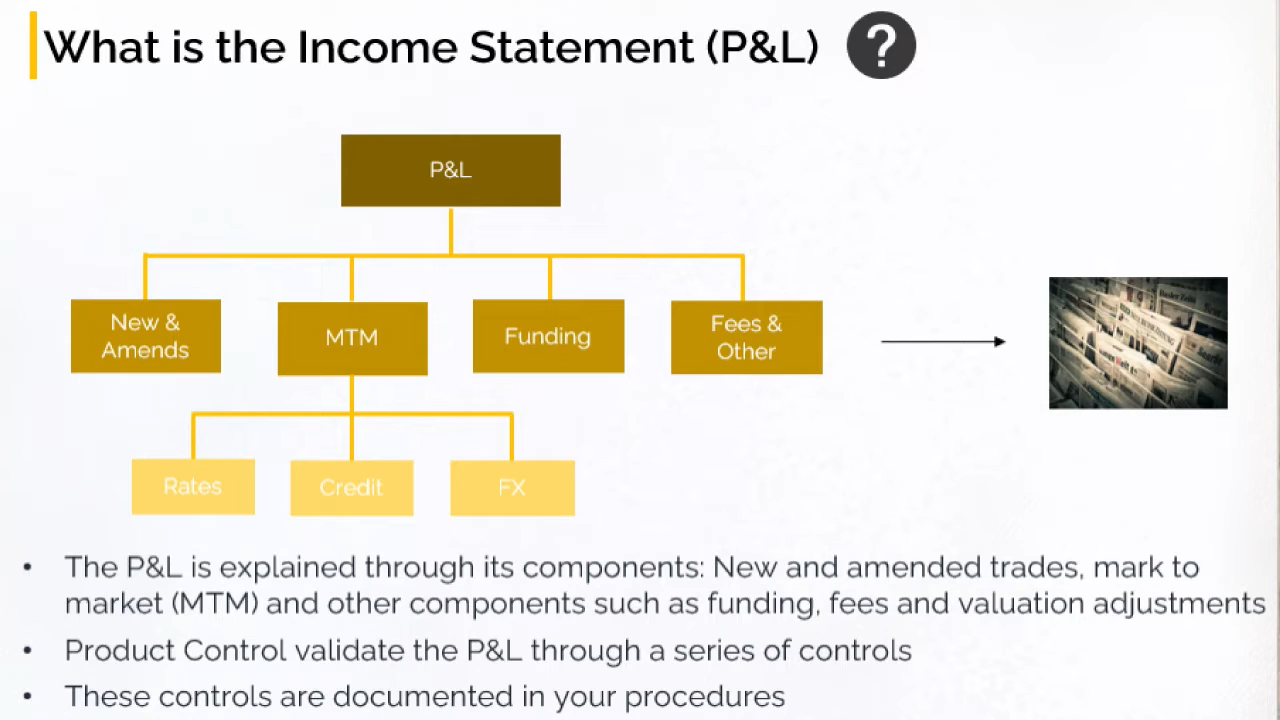 What is the Income Statement (P&L) ?
P&L
New &
Amends
MTM
Funding
Fees &
Other
Rates
Credit
FX
• The P&L is explained through its components: New and amended trades, mark to
market (MTM) and other components such as funding, fees and valuation adjustments
• Product Control validate the P&L through a series of controls
• These controls are documented in your procedures